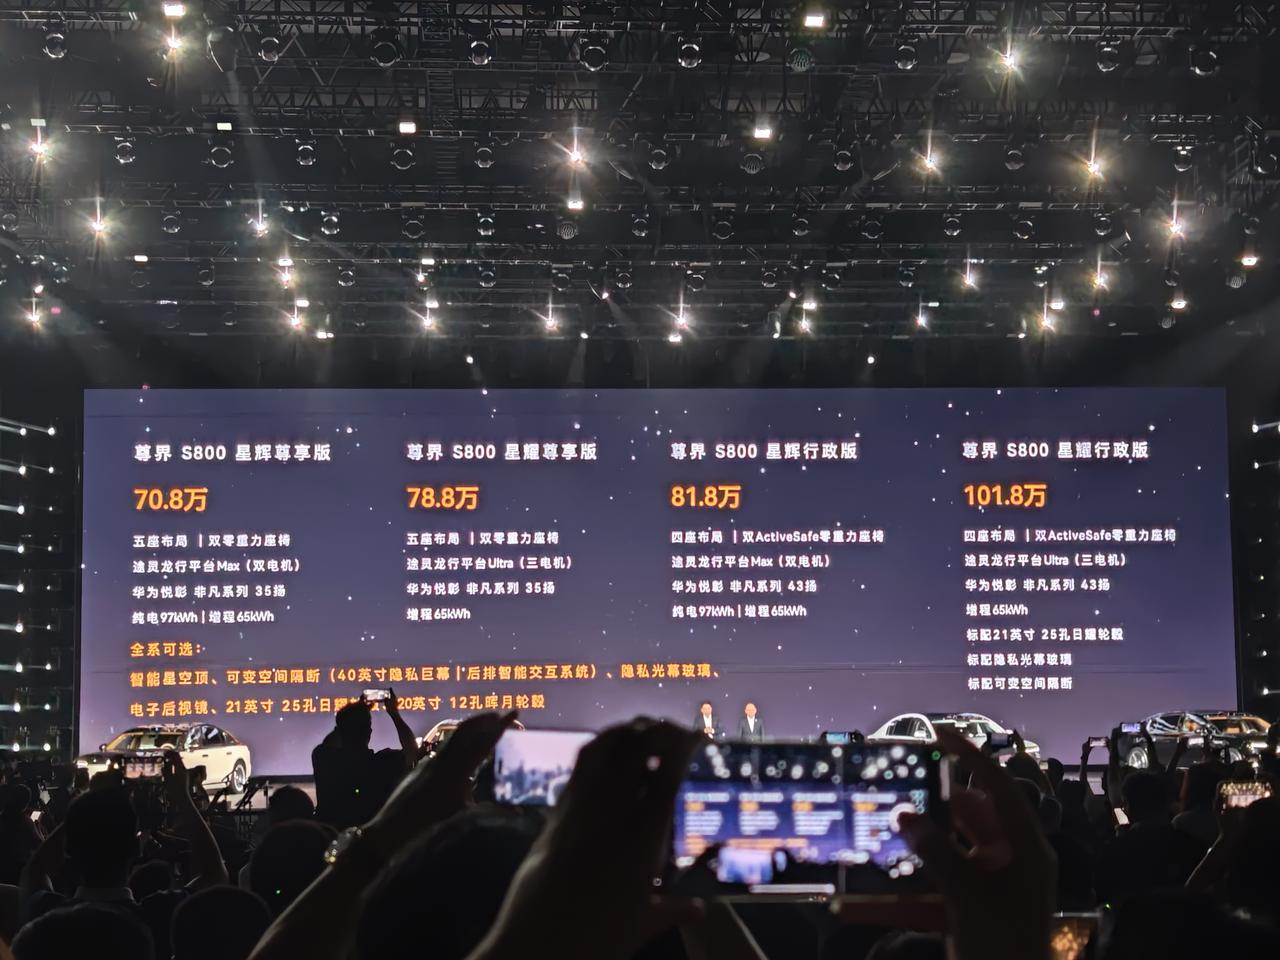 尊界 S800 星辉尊享版
70.8万
五座布局 | 双零重力座椅
途灵龙行平台Max（双电机）
华为悦彰 非凡系列 35扬
纯电97kWh | 增程65kWh
尊界 S800 星耀尊享版
78.8万
五座布局 | 双零重力座椅
途灵龙行平台Ultra（三电机）
华为悦彰 非凡系列 35扬
增程65kWh
尊界 S800 星辉行政版
81.8万
四座布局 | 双ActiveSafe零重力座椅
途灵龙行平台Max（双电机）
华为悦彰 非凡系列 43扬
纯电97kWh | 增程65kWh
尊界 S800 星耀行政版
101.8万
四座布局 | 双ActiveSafe零重力座椅
途灵龙行平台Ultra（三电机）
华为悦彰 非凡系列 43扬
增程65kWh
标配21英寸 25孔日耀轮毂
标配隐私光幕玻璃
标配可变空间隔断
全系可选：
智能星空顶、可变空间隔断（40英寸隐私巨幕 | 后排智能交互系统）、隐私光幕玻璃、
电子后视镜、21英寸 25孔日耀 20英寸 12孔晖月轮毂